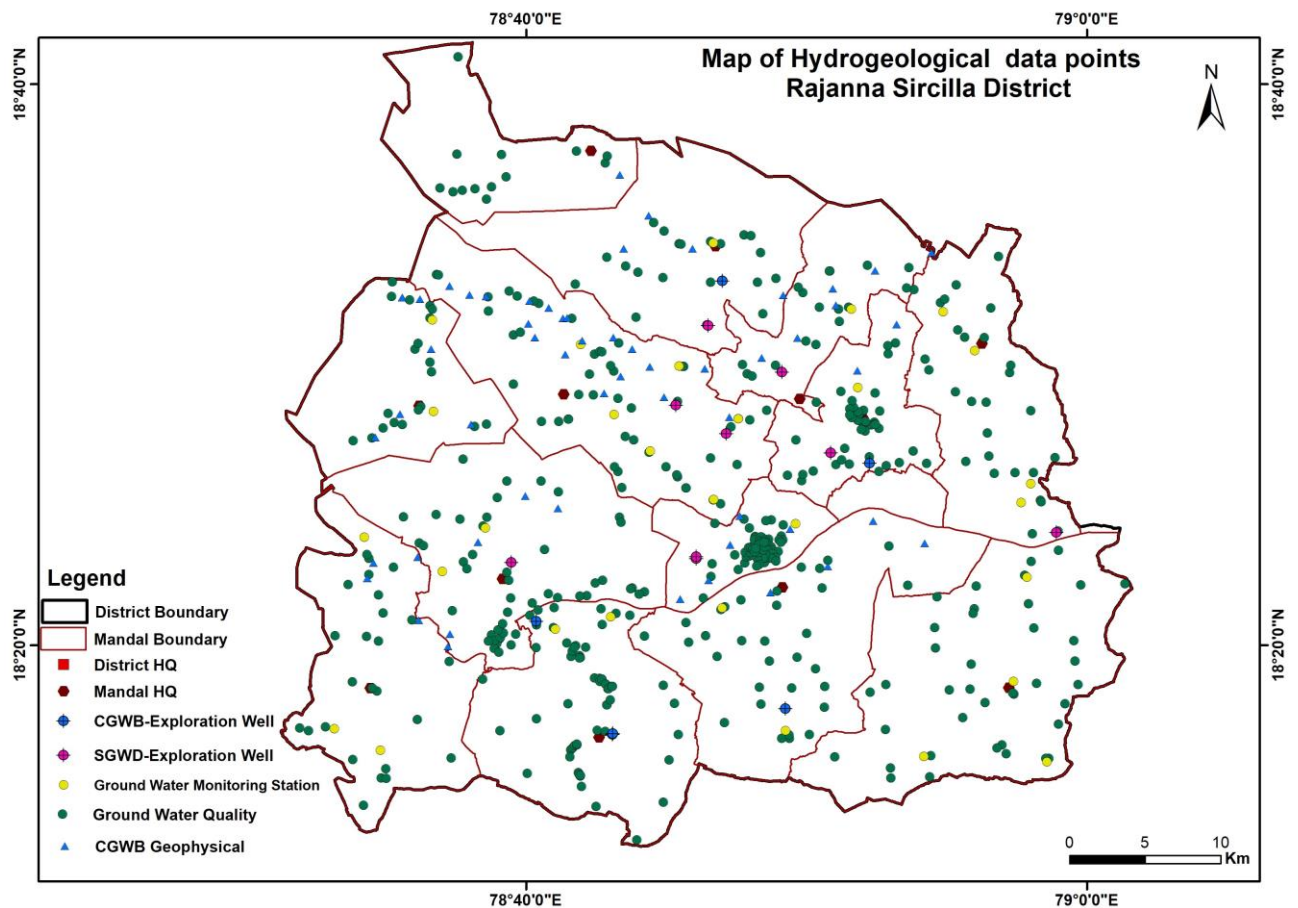 78°40'0"E
79°0'0"E
Map of Hydrogeological data points
Rajanna Sircilla District
N
18°40'0"N
18°40'0"N
18°20'0"N
18°20'0"N
Legend
District Boundary
Mandal Boundary
District HQ
Mandal HQ
CGWB-Exploration Well
SGWD-Exploration Well
Ground Water Monitoring Station
Ground Water Quality
CGWB Geophysical
0 5 10
Km
78°40'0"E
79°0'0"E